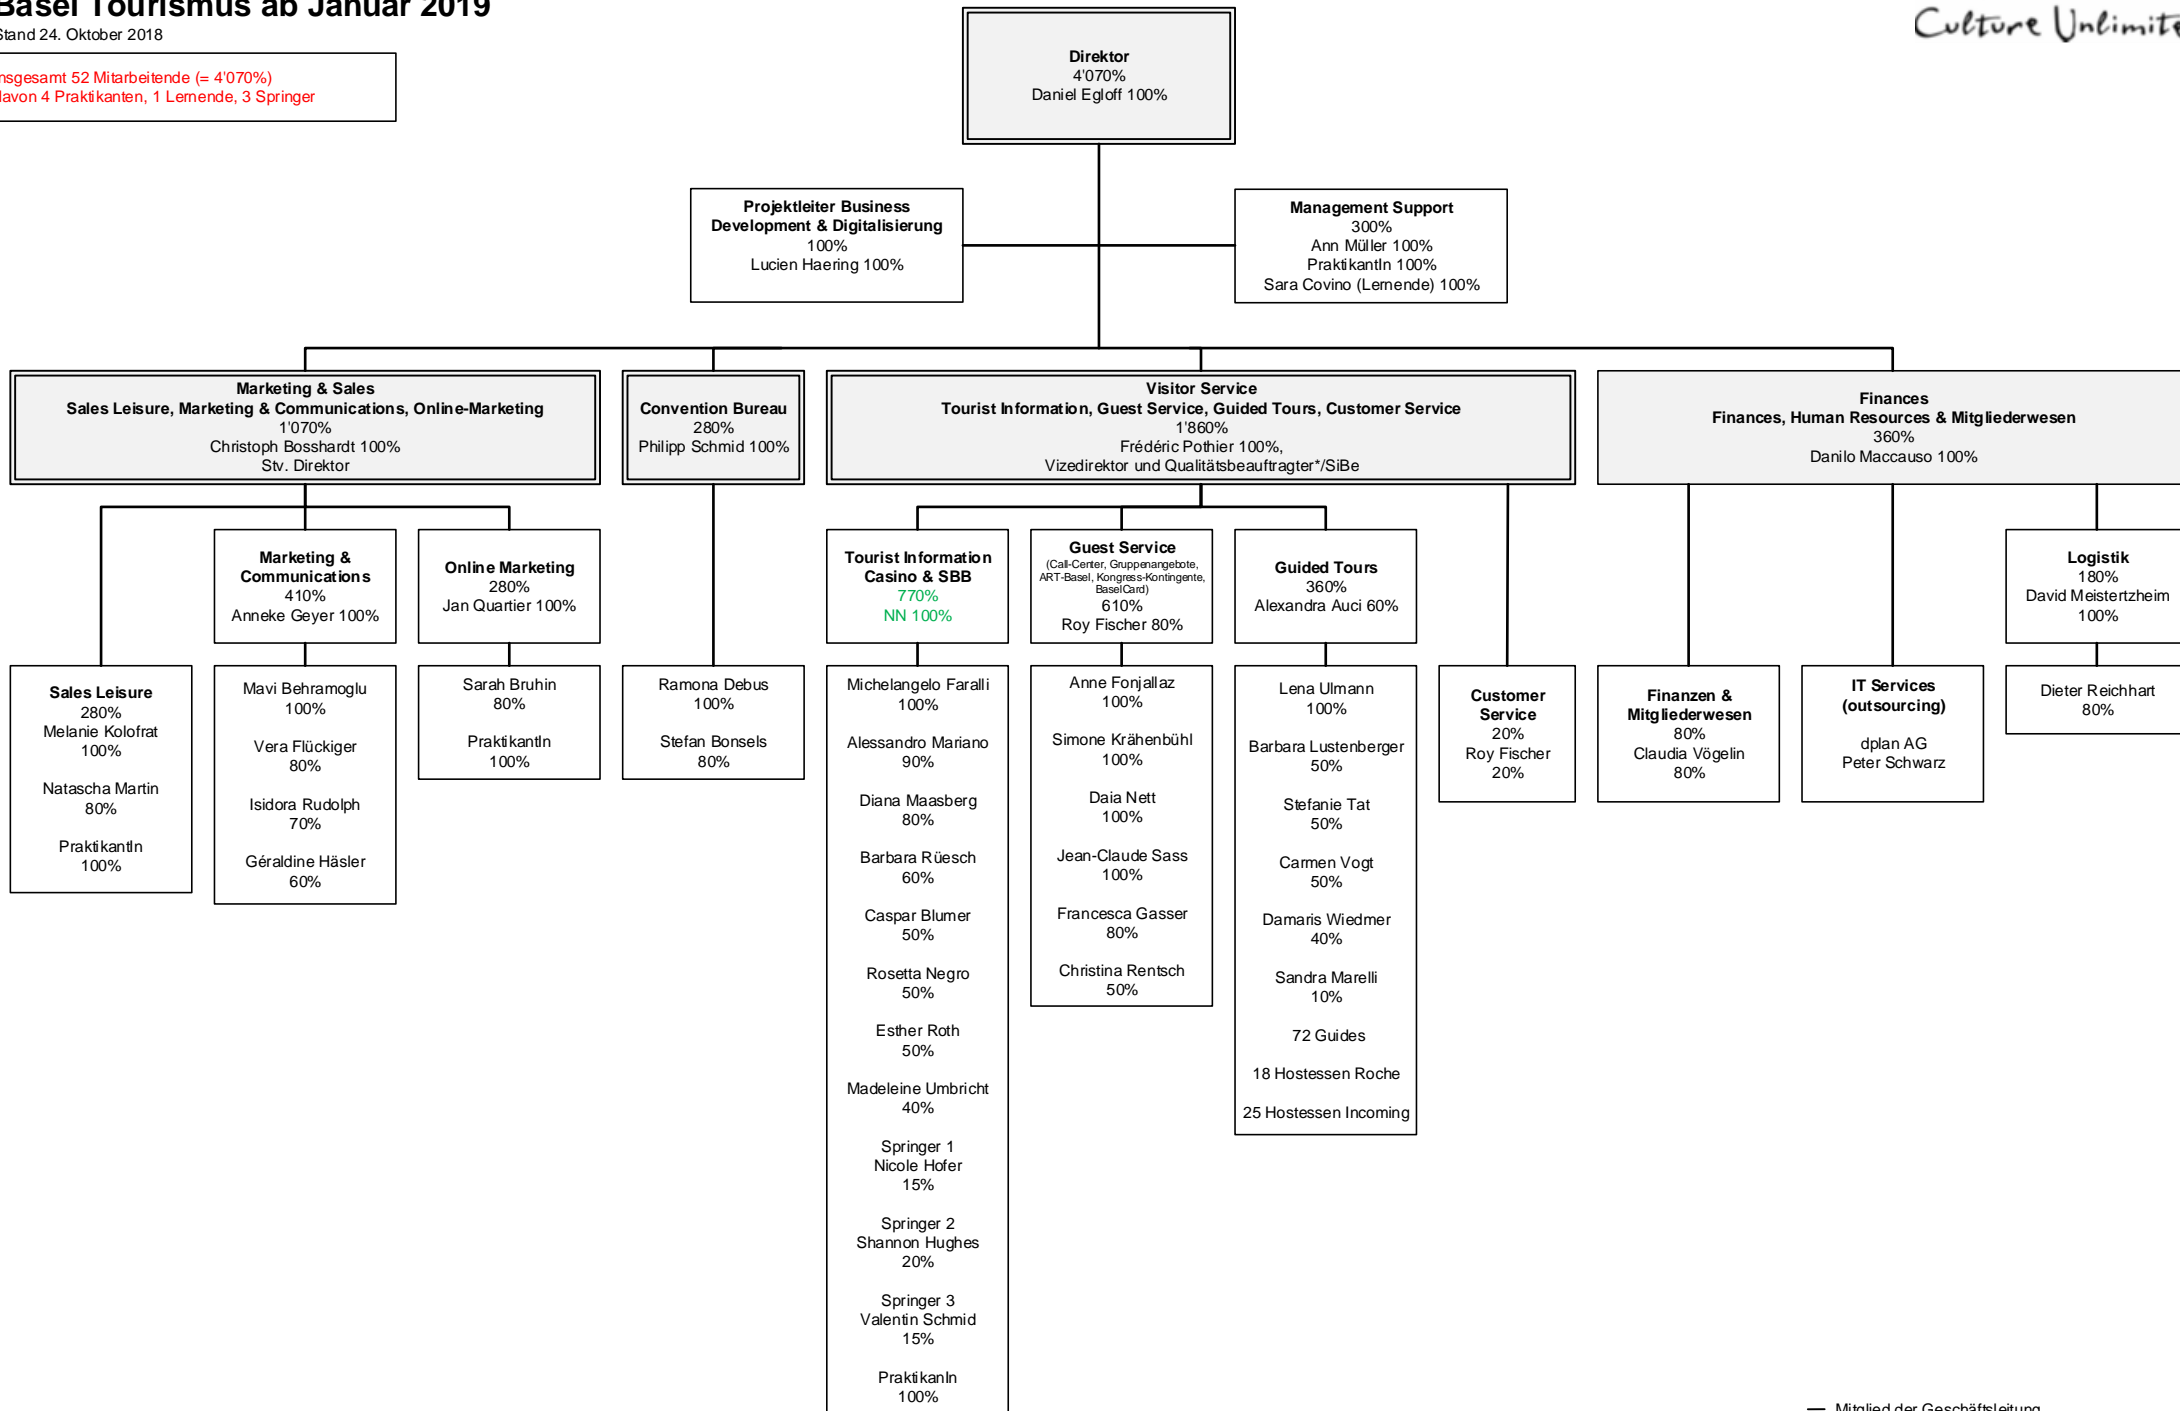 Basel Tourismus ab Januar 2019
Stand 24. Oktober 2018
nsgesamt 52 Mitarbeitende (= 4'070%)
davon 4 Praktikanten, 1 Lernende, 3 Springer
Culture Unlimite
Direktor
4'070%
Daniel Egloff 100%
Projektleiter Business
Development & Digitalisierung
100%
Lucien Haering 100%
Management Support
300%
Ann Müller 100%
PraktikantIn 100%
Sara Covino (Lernende) 100%
Marketing & Sales
Sales Leisure, Marketing & Communications, Online-Marketing
1'070%
Christoph Bosshardt 100%
Stv. Direktor
Convention Bureau
280%
Philipp Schmid 100%
Visitor Service
Tourist Information, Guest Service, Guided Tours, Customer Service
1'860%
Frédéric Pothier 100%,
Vizedirektor und Qualitätsbeauftragter*/SiBe
Finances
Finances, Human Resources & Mitgliederwesen
360%
Danilo Maccauso 100%
Marketing &
Communications
410%
Anneke Geyer 100%
Online Marketing
280%
Jan Quartier 100%
Tourist Information
Casino & SBB
770%
NN 100%
Guest Service
(Call-Center, Gruppenangebote,
ART-Basel, Kongress-Kontingente,
BaselCard)
610%
Roy Fischer 80%
Guided Tours
360%
Alexandra Auci 60%
Logistik
180%
David Meistertzheim
100%
Sales Leisure
280%
Melanie Kolofrat
100%
Natascha Martin
80%
PraktikantIn
100%
Mavi Behramoglu
100%
Vera Flückiger
80%
Isidora Rudolph
70%
Géraldine Häsler
60%
Sarah Bruhin
80%
PraktikantIn
100%
Ramona Debus
100%
Stefan Bonsels
80%
Michelangelo Faralli
100%
Alessandro Mariano
90%
Diana Maasberg
80%
Barbara Rüesch
60%
Caspar Blumer
50%
Rosetta Negro
50%
Esther Roth
50%
Madeleine Umbricht
40%
Springer 1
Nicole Hofer
15%
Springer 2
Shannon Hughes
20%
Springer 3
Valentin Schmid
15%
PraktikanIn
100%
Anne Fonjallaz
100%
Simone Krähenbühl
100%
Daia Nett
100%
Jean-Claude Sass
100%
Francesca Gasser
80%
Christina Rentsch
50%
Lena Ulmann
100%
Barbara Lustenberger
50%
Stefanie Tat
50%
Carmen Vogt
50%
Damaris Wiedmer
40%
Sandra Marelli
10%
72 Guides
18 Hostessen Roche
25 Hostessen Incoming
Customer
Service
20%
Roy Fischer
20%
Finanzen &
Mitgliederwesen
80%
Claudia Vögelin
80%
IT Services
(outsourcing)
dplan AG
Peter Schwarz
Dieter Reichhart
80%
Mitglied der Geschäftsleitung